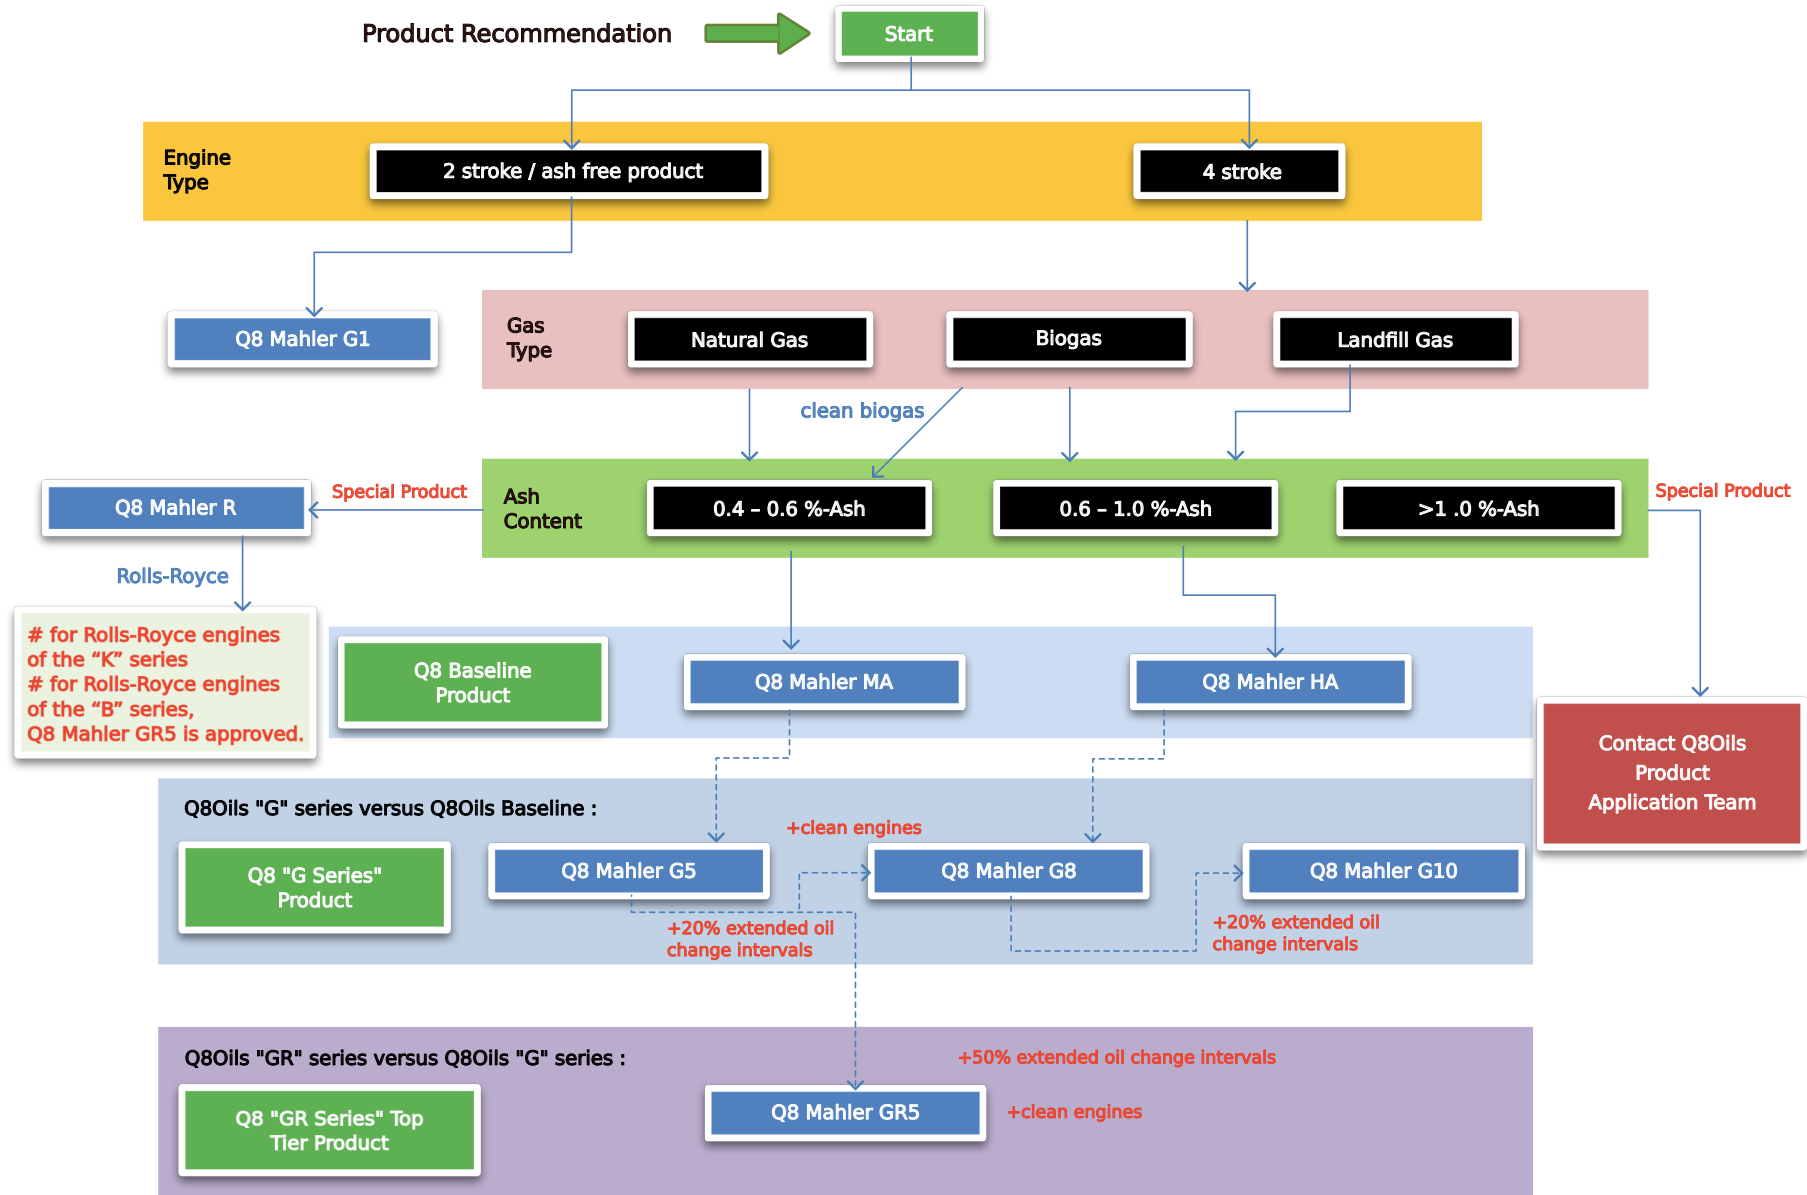 Product Recommendation
Start
Engine
Type
2 stroke / ash free product
4 stroke
Q8 Mahler G1
Gas
Type
Natural Gas
Biogas
Landfill Gas
clean biogas
Q8 Mahler R
Special Product
Ash
Content
0.4 – 0.6 %-Ash
0.6 – 1.0 %-Ash
>1 .0 %-Ash
Special Product
Rolls-Royce
# for Rolls-Royce engines
of the “K” series
# for Rolls-Royce engines
of the “B” series,
Q8 Mahler GR5 is approved.
Q8 Baseline
Product
Q8 Mahler MA
Q8 Mahler HA
Contact Q8Oils
Product
Application Team
Q8Oils "G" series versus Q8Oils Baseline :
+clean engines
Q8 "G Series"
Product
Q8 Mahler G5
Q8 Mahler G8
Q8 Mahler G10
+20% extended oil
change intervals
+20% extended oil
change intervals
Q8Oils "GR" series versus Q8Oils "G" series :
+50% extended oil change intervals
Q8 "GR Series" Top
Tier Product
Q8 Mahler GR5
+clean engines